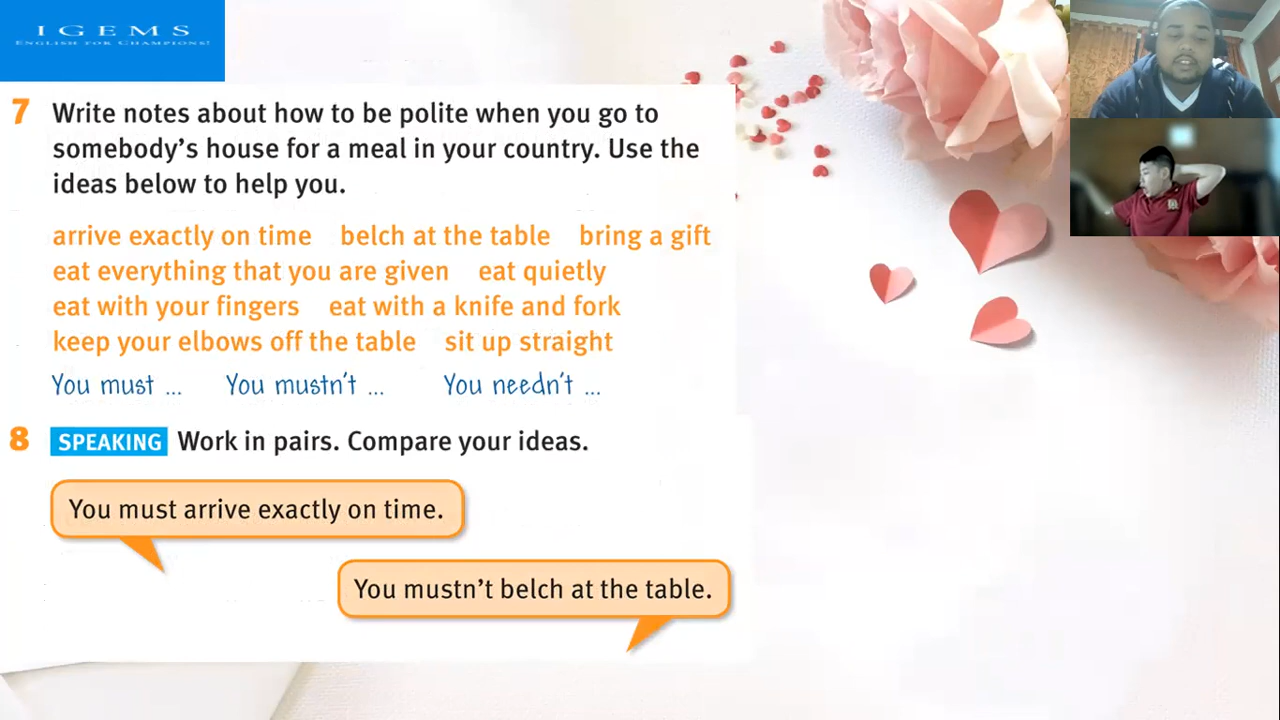 IGEMS
ENGLISH FOR CHAMPIONS!
7 Write notes about how to be polite when you go to
somebody's house for a meal in your country. Use the
ideas below to help you.
arrive exactly on time belch at the table bring a gift
eat everything that you are given eat quietly
eat with your fingers eat with a knife and fork
keep your elbows off the table sit up straight
You must ... You mustn't ... You needn't ...
8 SPEAKING Work in pairs. Compare your ideas.
You must arrive exactly on time.
You mustn't belch at the table.